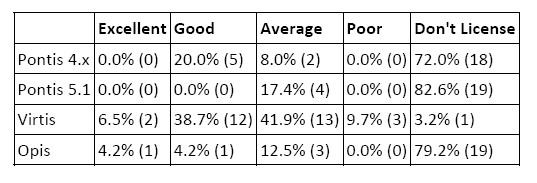 Excellent Good Average Poor Don't License
Pontis 4.x 0.0% (0) 20.0% (5) 8.0% (2) 0.0% (0) 72.0% (18)
Pontis 5.1 0.0% (0) 0.0% (0) 17.4% (4) 0.0% (0) 82.6% (19)
Virtis 6.5% (2) 38.7% (12) 41.9% (13) 9.7% (3) 3.2% (1)
Opis 4.2% (1) 4.2% (1) 12.5% (3) 0.0% (0) 79.2% (19)